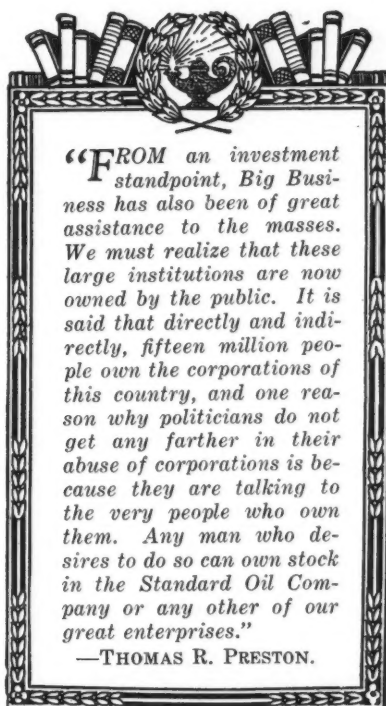 “FROM an investment
standpoint, Big Busi-
ness has also been of great
assistance to the masses.
We must realize that these
large institutions are now
owned by the public. It is
said that directly and indi-
rectly, fifteen million peo-
ple own the corporations of
this country, and one rea-
son why politicians do not
get any farther in their
abuse of corporations is be-
cause they are talking to
the very people who own
them. Any man who de-
sires to do so can own stock
in the Standard Oil Com-
pany or any other of our
great enterprises.”
—THOMAS R. PRESTON.